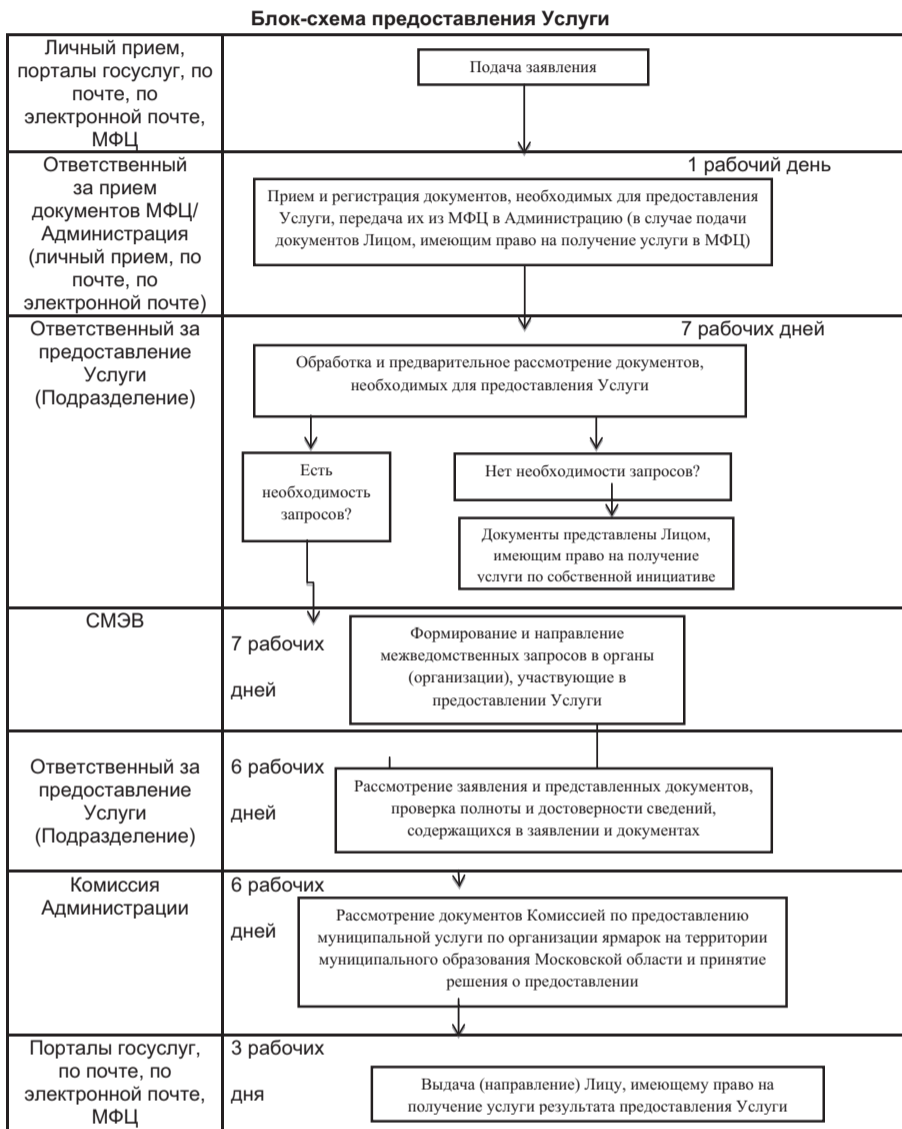 Блок-схема предоставления Услуги
Личный прием,
порталы госуслуг, по
почте, по
электронной почте,
МФЦ
Подача заявления
Ответственный
за прием
документов МФЦ/
Администрация
(личный прием, по
почте, по
электронной почте)
1 рабочий день
Прием и регистрация документов, необходимых для предоставления
Услуги, передача их из МФЦ в Администрацию (в случае подачи
документов Лицом, имеющим право на получение услуги в МФЦ)
Ответственный за
предоставление
Услуги
(Подразделение)
7 рабочих дней
Обработка и предварительное рассмотрение документов,
необходимых для предоставления Услуги
Есть
необходимость
запросов?
Нет необходимости запросов?
Документы представлены Лицом,
имеющим право на получение
услуги по собственной инициативе
СМЭВ
7 рабочих
дней
Формирование и направление
межведомственных запросов в органы
(организации), участвующие в
предоставлении Услуги
Ответственный за
предоставление
Услуги
(Подразделение)
6 рабочих
дней
Рассмотрение заявления и представленных документов,
проверка полноты и достоверности сведений,
содержащихся в заявлении и документах
Комиссия
Администрации
6 рабочих
дней
Рассмотрение документов Комиссией по предоставлению
муниципальной услуги по организации ярмарок на территории
муниципального образования Московской области и принятие
решения о предоставлении
Порталы госуслуг,
по почте, по
электронной почте,
МФЦ
3 рабочих
дня
Выдача (направление) Лицу, имеющему право на
получение услуги результата предоставления Услуги